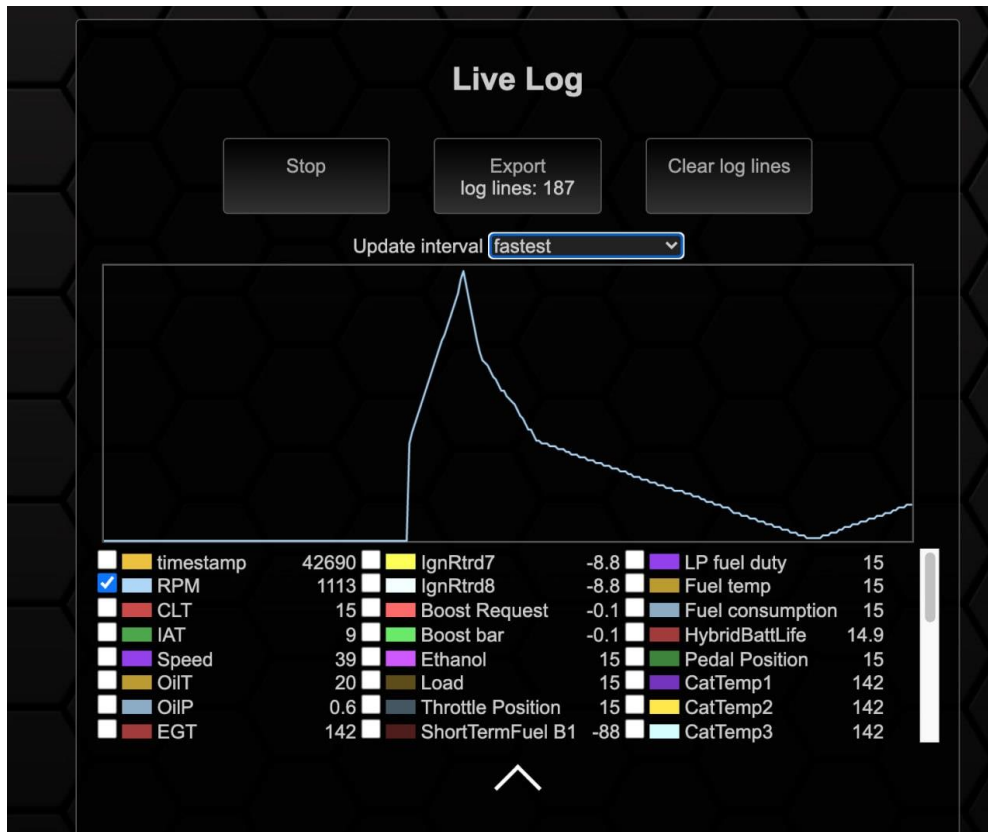 Live Log
Stop
Export
log lines: 187
Clear log lines
Update interval fastest
timestamp 42690 IgnRtrd7 -8.8 LP fuel duty 15
RPM 1113 IgnRtrd8 -8.8 Fuel temp 15
CLT 15 Boost Request -0.1 Fuel consumption 15
IAT 9 Boost bar -0.1 HybridBattLife 14.9
Speed 39 Ethanol 15 Pedal Position 15
OilT 20 Load 15 CatTemp1 142
OilP 0.6 Throttle Position 15 CatTemp2 142
EGT 142 ShortTermFuel B1 -88 CatTemp3 142